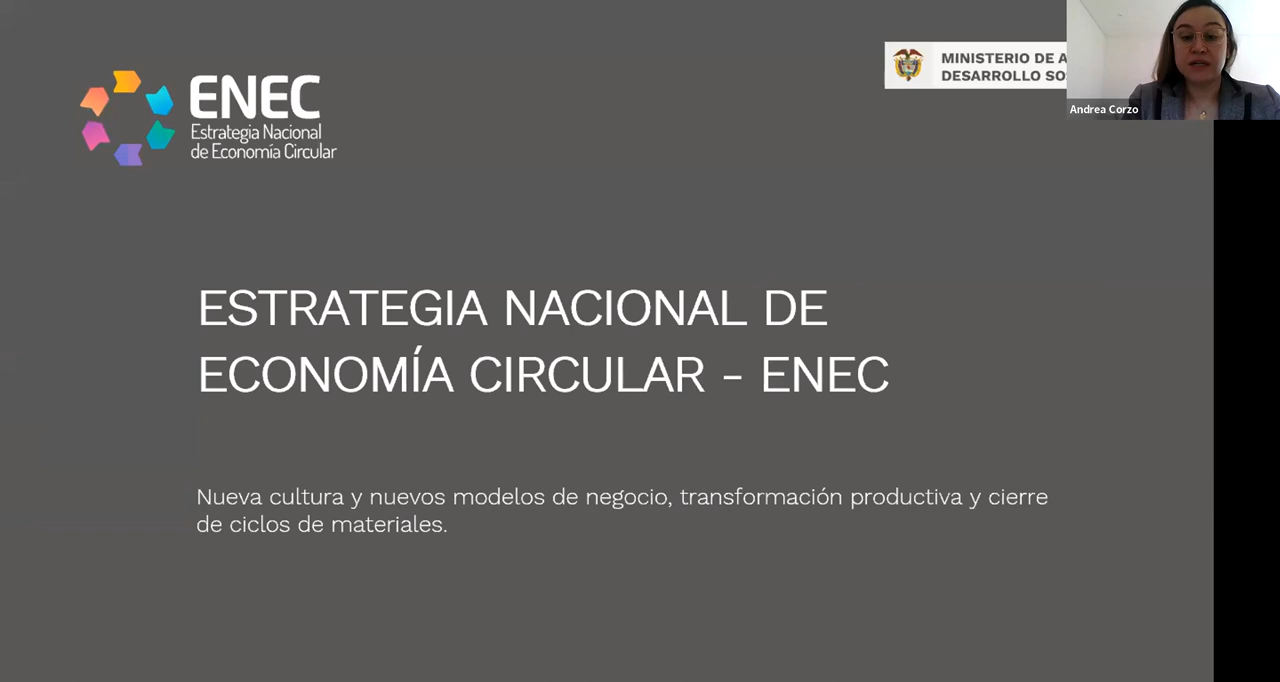 ENEC
Estrategia Nacional
de Economía Circular
MINISTERIO DE
DESARROLLO
Andrea Corzo
ESTRATEGIA NACIONAL DE
ECONOMÍA CIRCULAR - ENEC
Nueva cultura y nuevos modelos de negocio, transformación productiva y cierre
de ciclos de materiales.